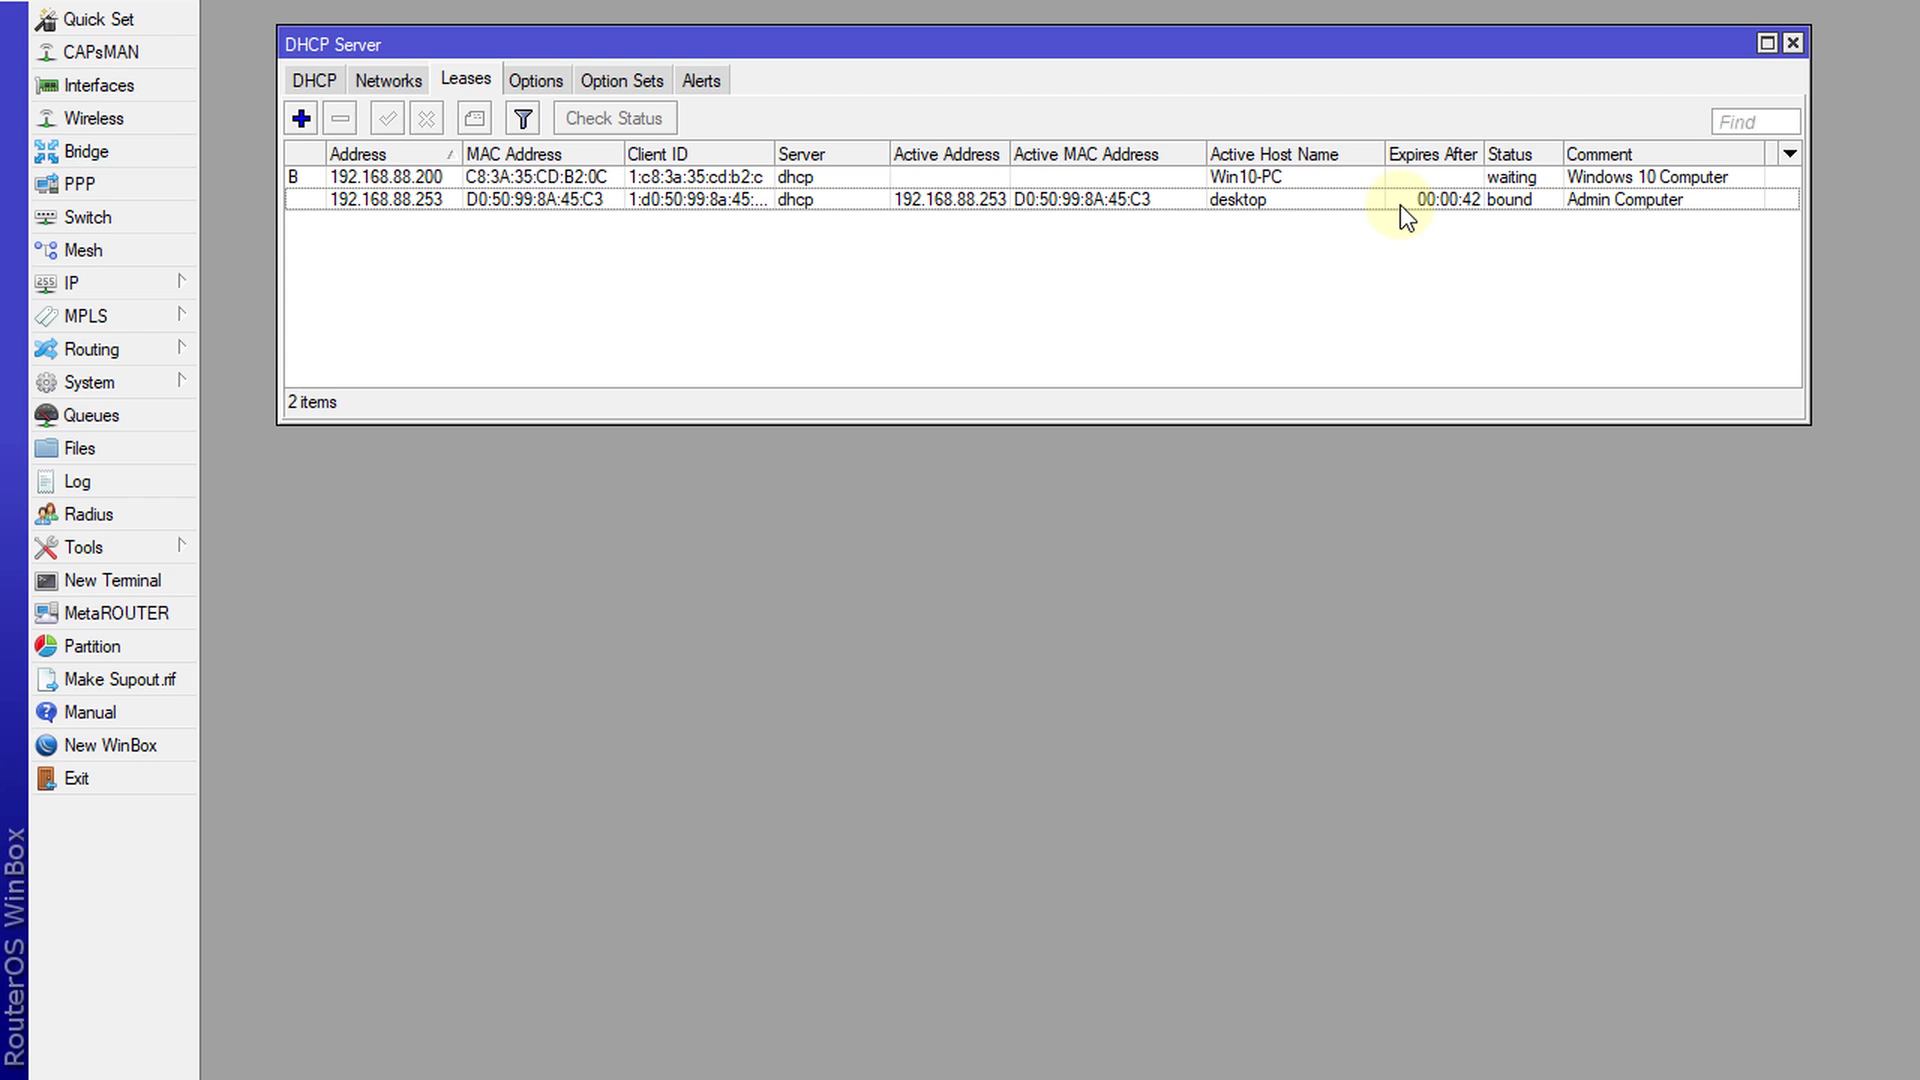 Quick Set
CAPsMAN
Interfaces
Wireless
Bridge
PPP
Switch
Mesh
IP
MPLS
Routing
System
Queues
Files
Log
Radius
Tools
New Terminal
MetaROUTER
Partition
Make Supout.rif
Manual
New WinBox
Exit
RouterOS WinBox
DHCP Server
DHCP Networks Leases Options Option Sets Alerts
Check Status Find
Address MAC Address Client ID Server Active Address Active MAC Address Active Host Name Expires After Status Comment
B 192.168.88.200 C8:3A:35:CD:B2:0C 1:c8:3a:35:cd:b2:c dhcp Win10-PC waiting Windows 10 Computer
192.168.88.253 D0:50:99:8A:45:C3 1:d0:50:99:8a:45:... dhcp 192.168.88.253 D0:50:99:8A:45:C3 desktop 00:00:42 bound Admin Computer
2 items